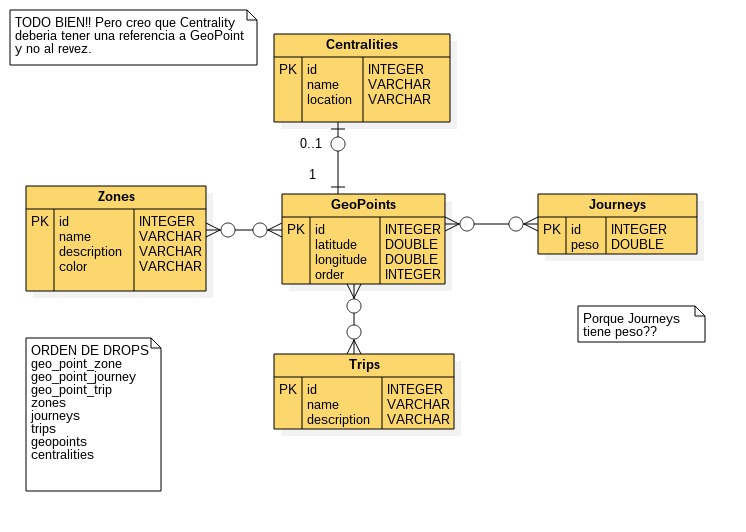 TODO BIEN!! Pero creo que Centrality
deberia tener una referencia a GeoPoint
y no al revez.
Centralities
PK id INTEGER
name VARCHAR
location VARCHAR
0..1
1
Zones
PK id INTEGER
name VARCHAR
description VARCHAR
color VARCHAR
GeoPoints
PK id INTEGER
latitude DOUBLE
longitude DOUBLE
order INTEGER
Journeys
PK id INTEGER
peso DOUBLE
Porque Journeys
tiene peso??
Trips
PK id INTEGER
name VARCHAR
description VARCHAR
ORDEN DE DROPS
geo_point_zone
geo_point_journey
geo_point_trip
zones
journeys
trips
geopoints
centralities